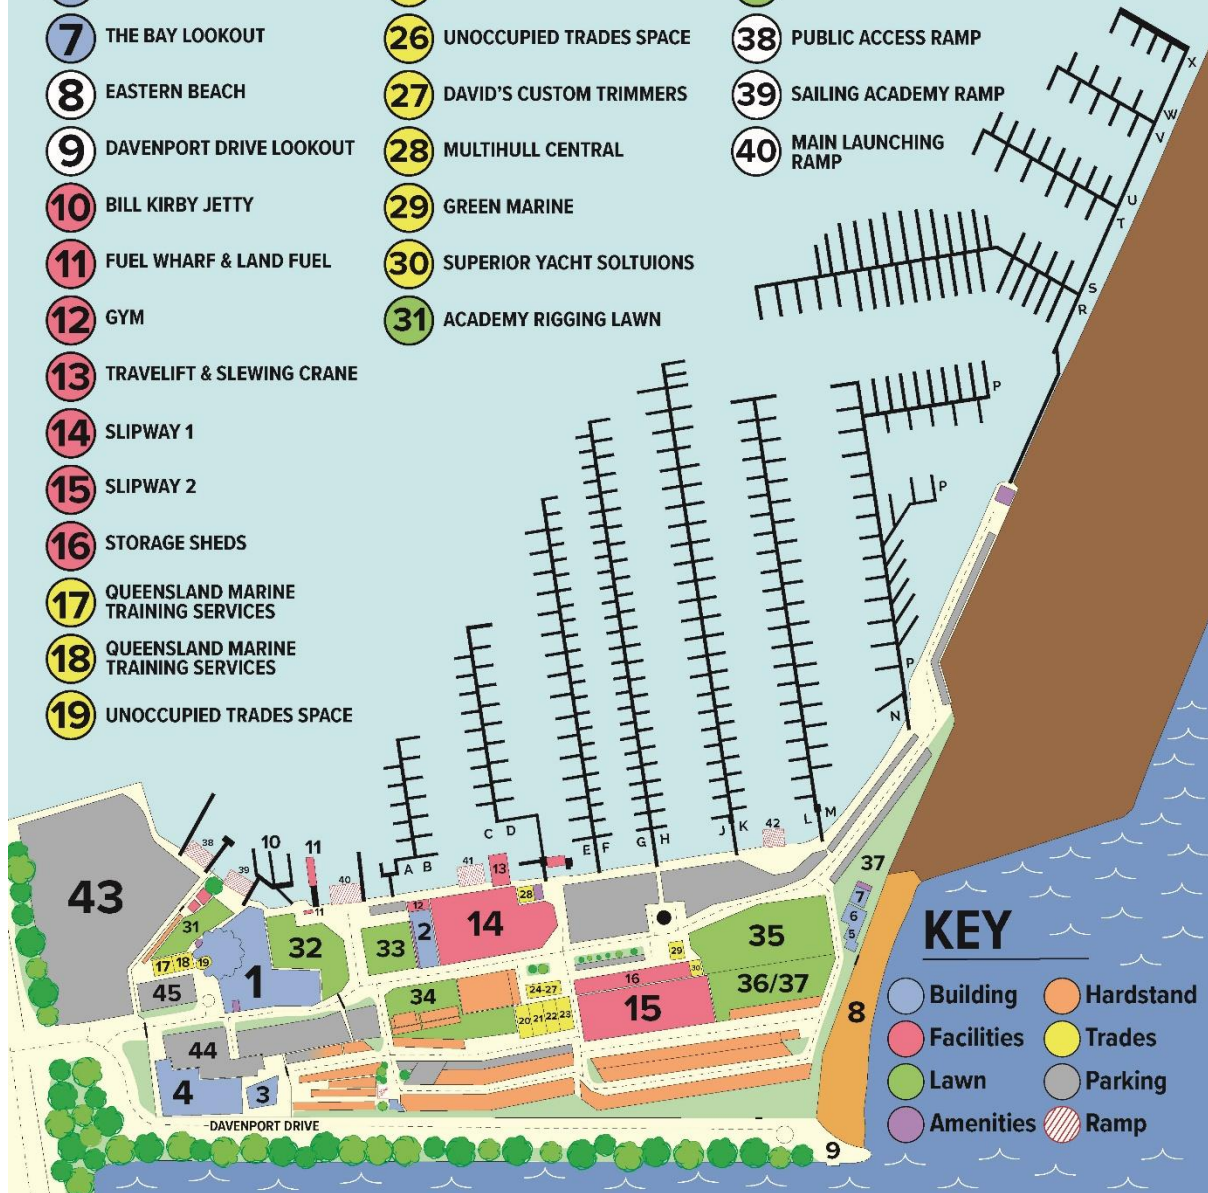 7 THE BAY LOOKOUT
8 EASTERN BEACH
9 DAVENPORT DRIVE LOOKOUT
10 BILL KIRBY JETTY
11 FUEL WHARF & LAND FUEL
12 GYM
13 TRAVELIFT & SLEWING CRANE
14 SLIPWAY 1
15 SLIPWAY 2
16 STORAGE SHEDS
17 QUEENSLAND MARINE
TRAINING SERVICES
18 QUEENSLAND MARINE
TRAINING SERVICES
19 UNOCCUPIED TRADES SPACE
26 UNOCCUPIED TRADES SPACE
27 DAVID'S CUSTOM TRIMMERS
28 MULTIHULL CENTRAL
29 GREEN MARINE
30 SUPERIOR YACHT SOLTUIONS
31 ACADEMY RIGGING LAWN
38 PUBLIC ACCESS RAMP
39 SAILING ACADEMY RAMP
40 MAIN LAUNCHING
RAMP
X
W
V
U
T
S
R
P
P
P
N
M
L
K
J
H
G
F
E
D
C
B
A
38
39
10
11
11
40
41
13
42
43
31
17 18 19
45
1
32
33
12
2
14
28
34
24-27
20 21 22 23
16
15
29
30
35
36/37
37
7
6
5
8
44
4
3
DAVENPORT DRIVE
9
KEY
Building Hardstand
Facilities Trades
Lawn Parking
Amenities Ramp